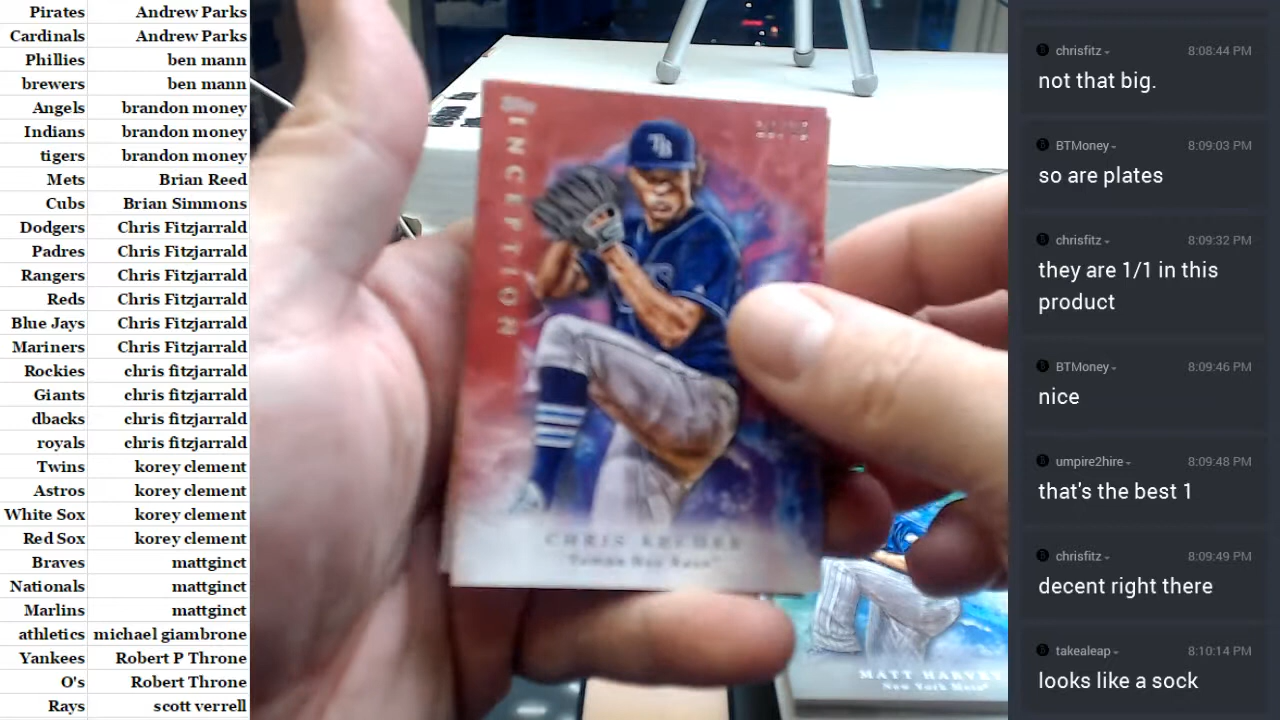 Pirates Andrew Parks
Cardinals Andrew Parks
Phillies ben mann
brewers ben mann
Angels brandon money
Indians brandon money
tigers brandon money
Mets Brian Reed
Cubs Brian Simmons
Dodgers Chris Fitzjarrald
Padres Chris Fitzjarrald
Rangers Chris Fitzjarrald
Reds Chris Fitzjarrald
Blue Jays Chris Fitzjarrald
Mariners Chris Fitzjarrald
Rockies chris fitzjarrald
Giants chris fitzjarrald
dbacks chris fitzjarrald
royals chris fitzjarrald
Twins korey clement
Astros korey clement
White Sox korey clement
Red Sox korey clement
Braves mattginct
Nationals mattginct
Marlins mattginct
athletics michael giambrone
Yankees Robert P Throne
O's Robert Throne
Rays scott verrell
INCEPTION
TB
CHRIS ARCHER
Tampa Bay Rays
MATT HARVEY
New York Mets
chrisfitz 8:08:44 PM
not that big.
BTMoney 8:09:03 PM
so are plates
chrisfitz 8:09:32 PM
they are 1/1 in this
product
BTMoney 8:09:46 PM
nice
umpire2hire 8:09:48 PM
that's the best 1
chrisfitz 8:09:49 PM
decent right there
takealeap 8:10:14 PM
looks like a sock